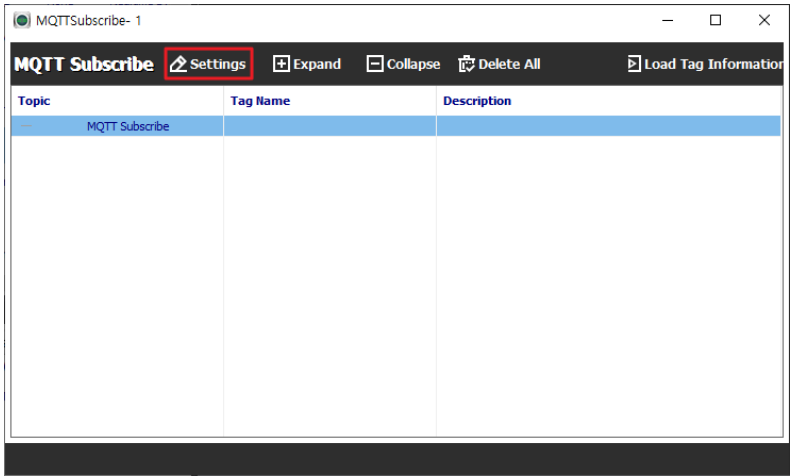 MQTTSubscribe- 1
MQTT Subscribe Settings Expand Collapse Delete All Load Tag Information
Topic Tag Name Description
MQTT Subscribe